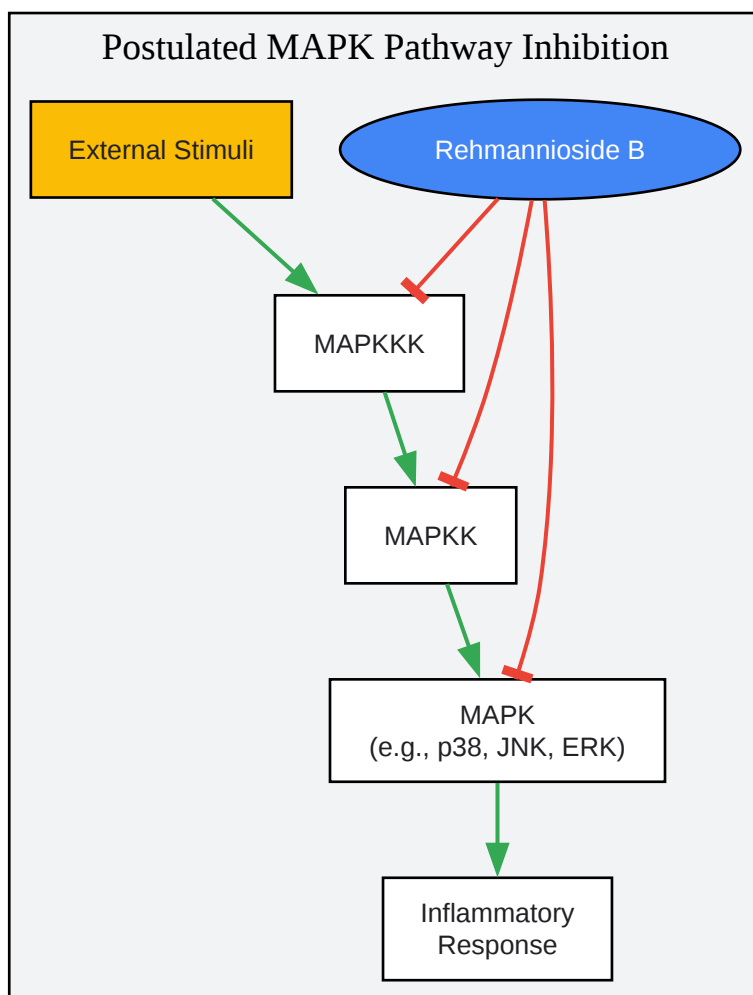 Postulated MAPK Pathway Inhibition
External Stimuli
Rehmannioside B
MAPKKK
MAPKK
MAPK
(e.g., p38, JNK, ERK)
Inflammatory
Response